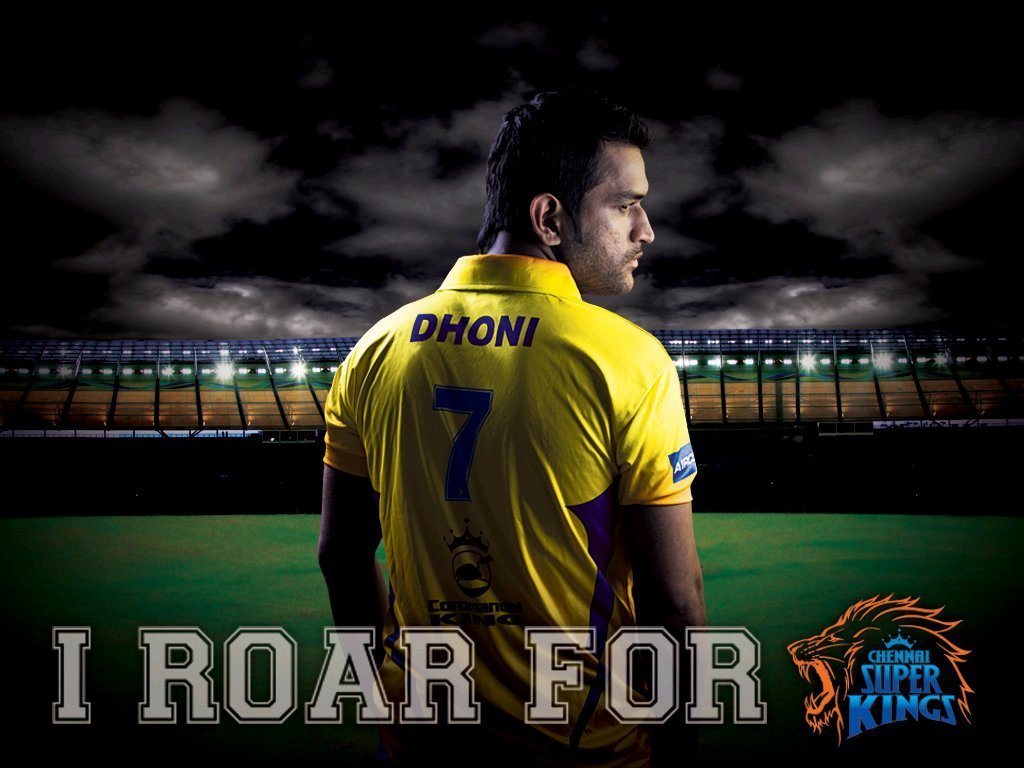 DHONI
7
Coromandel
KING
I ROAR FOR
CHENNAI
SUPER
KINGS